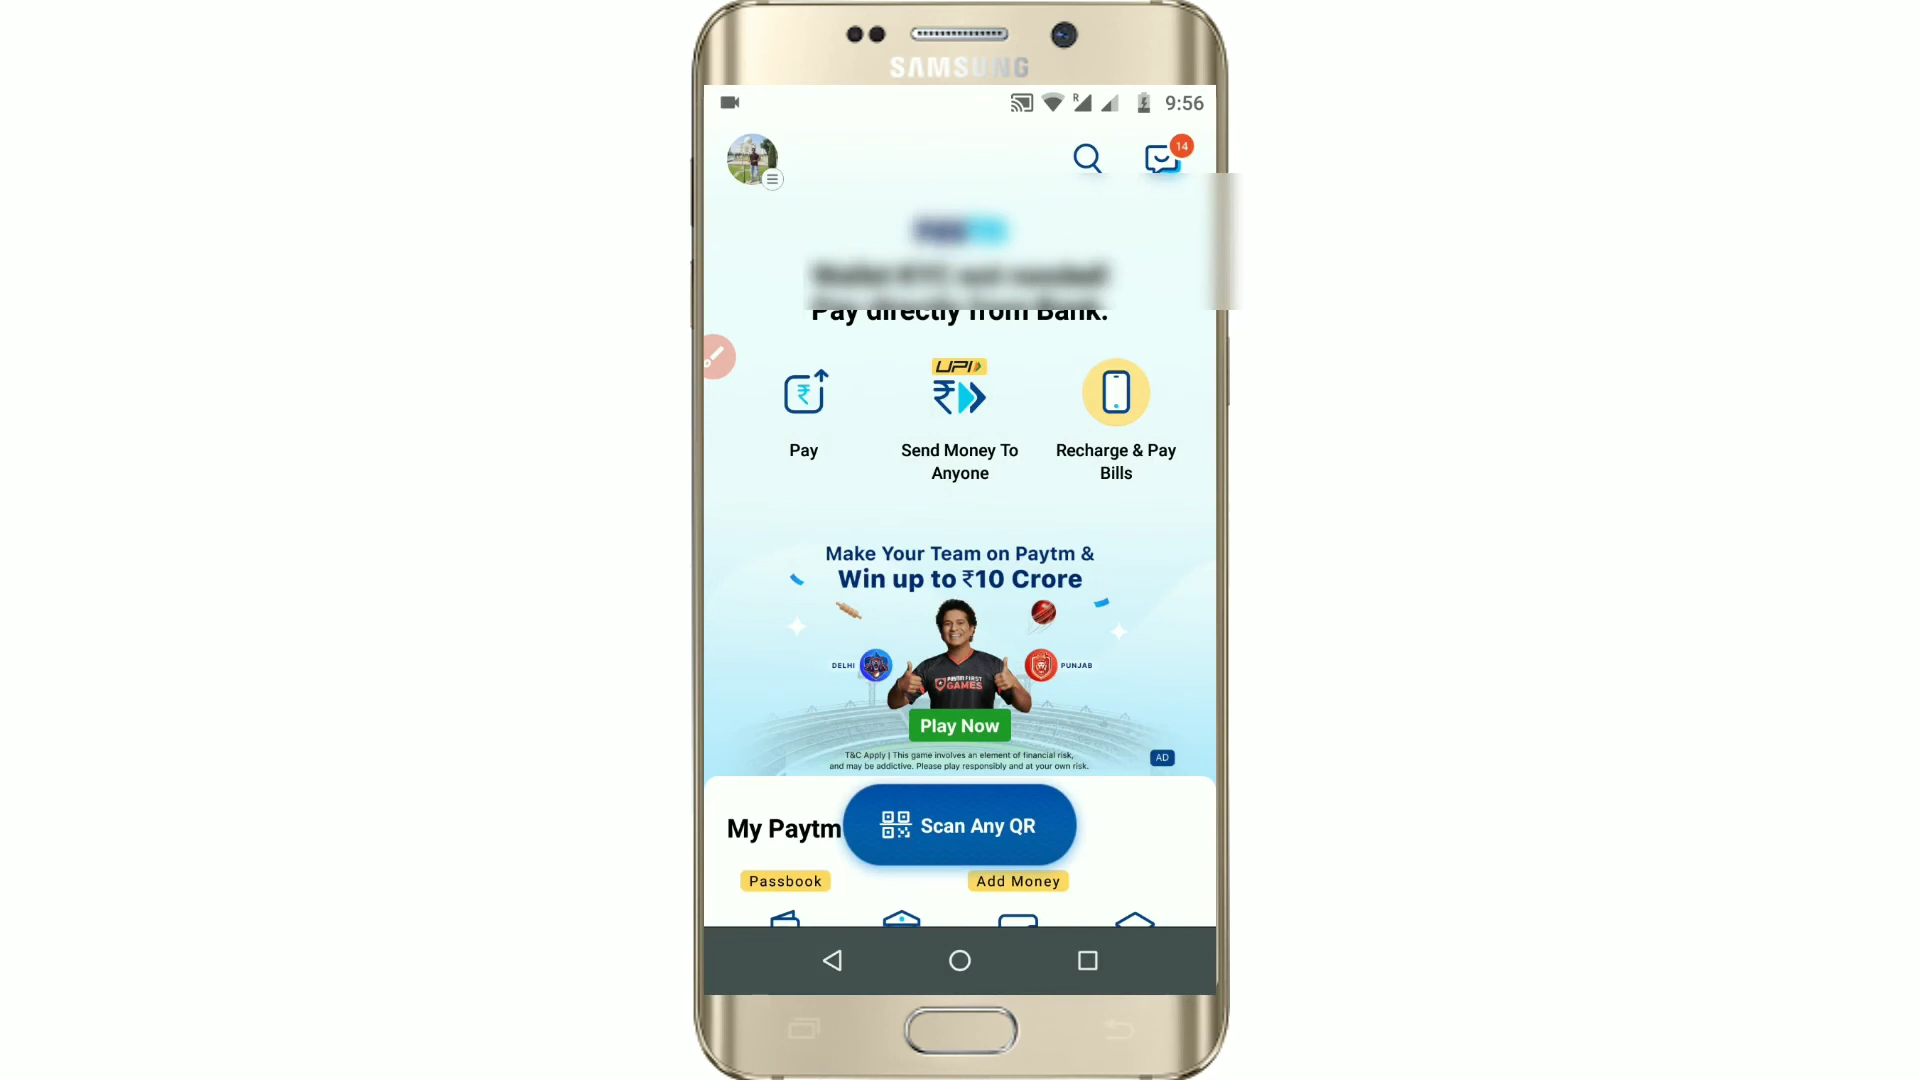 SAMSUNG
R
9:56
14
Pay directly from Bank.
UPI
Pay
Send Money To
Anyone
Recharge & Pay
Bills
Make Your Team on Paytm &
Win up to ₹10 Crore
DELHI
PUNJAB
PAYTM FIRST
GAMES
Play Now
T&C Apply | This game involves an element of financial risk,
and may be addictive. Please play responsibly and at your own risk.
AD
My Paytm
Scan Any QR
Passbook
Add Money